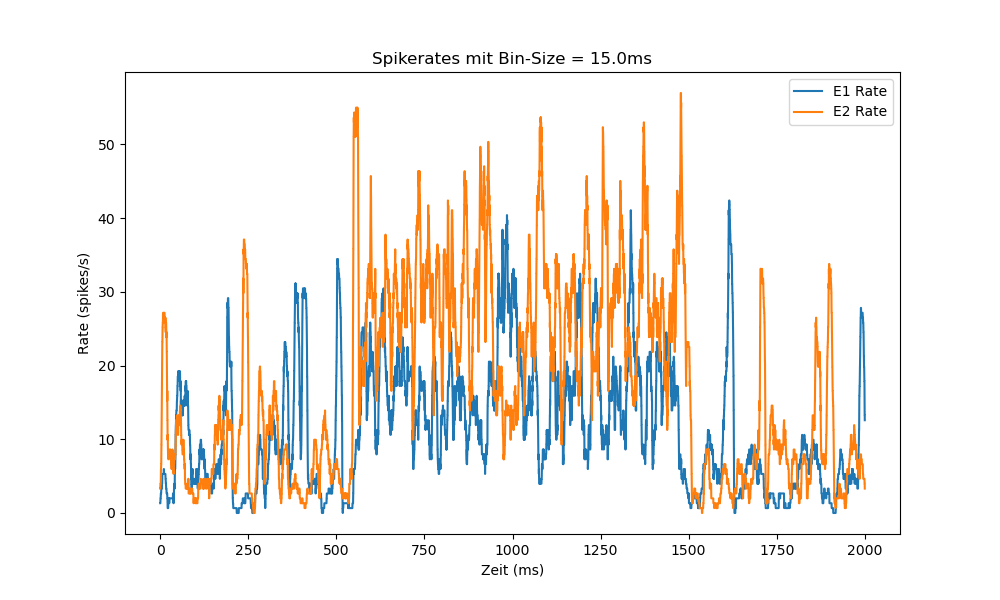 Spikerates mit Bin-Size = 15.0ms
E1 Rate
E2 Rate
Rate (spikes/s)
50
40
30
20
10
0
0 250 500 750 1000 1250 1500 1750 2000
Zeit (ms)